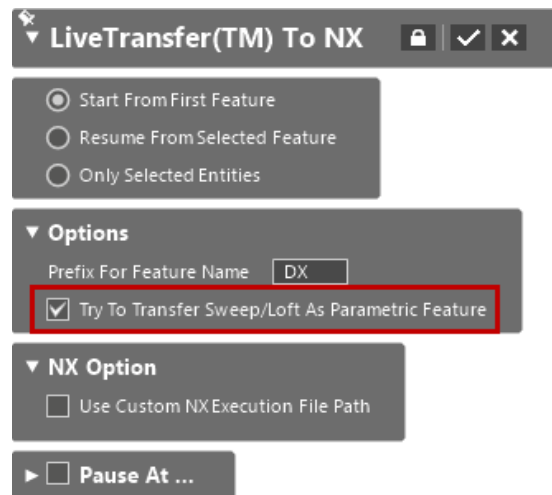 LiveTransfer(TM) To NX
Start From First Feature
Resume From Selected Feature
Only Selected Entities
Options
Prefix For Feature Name DX
Try To Transfer Sweep/Loft As Parametric Feature
NX Option
Use Custom NX Execution File Path
Pause At ...